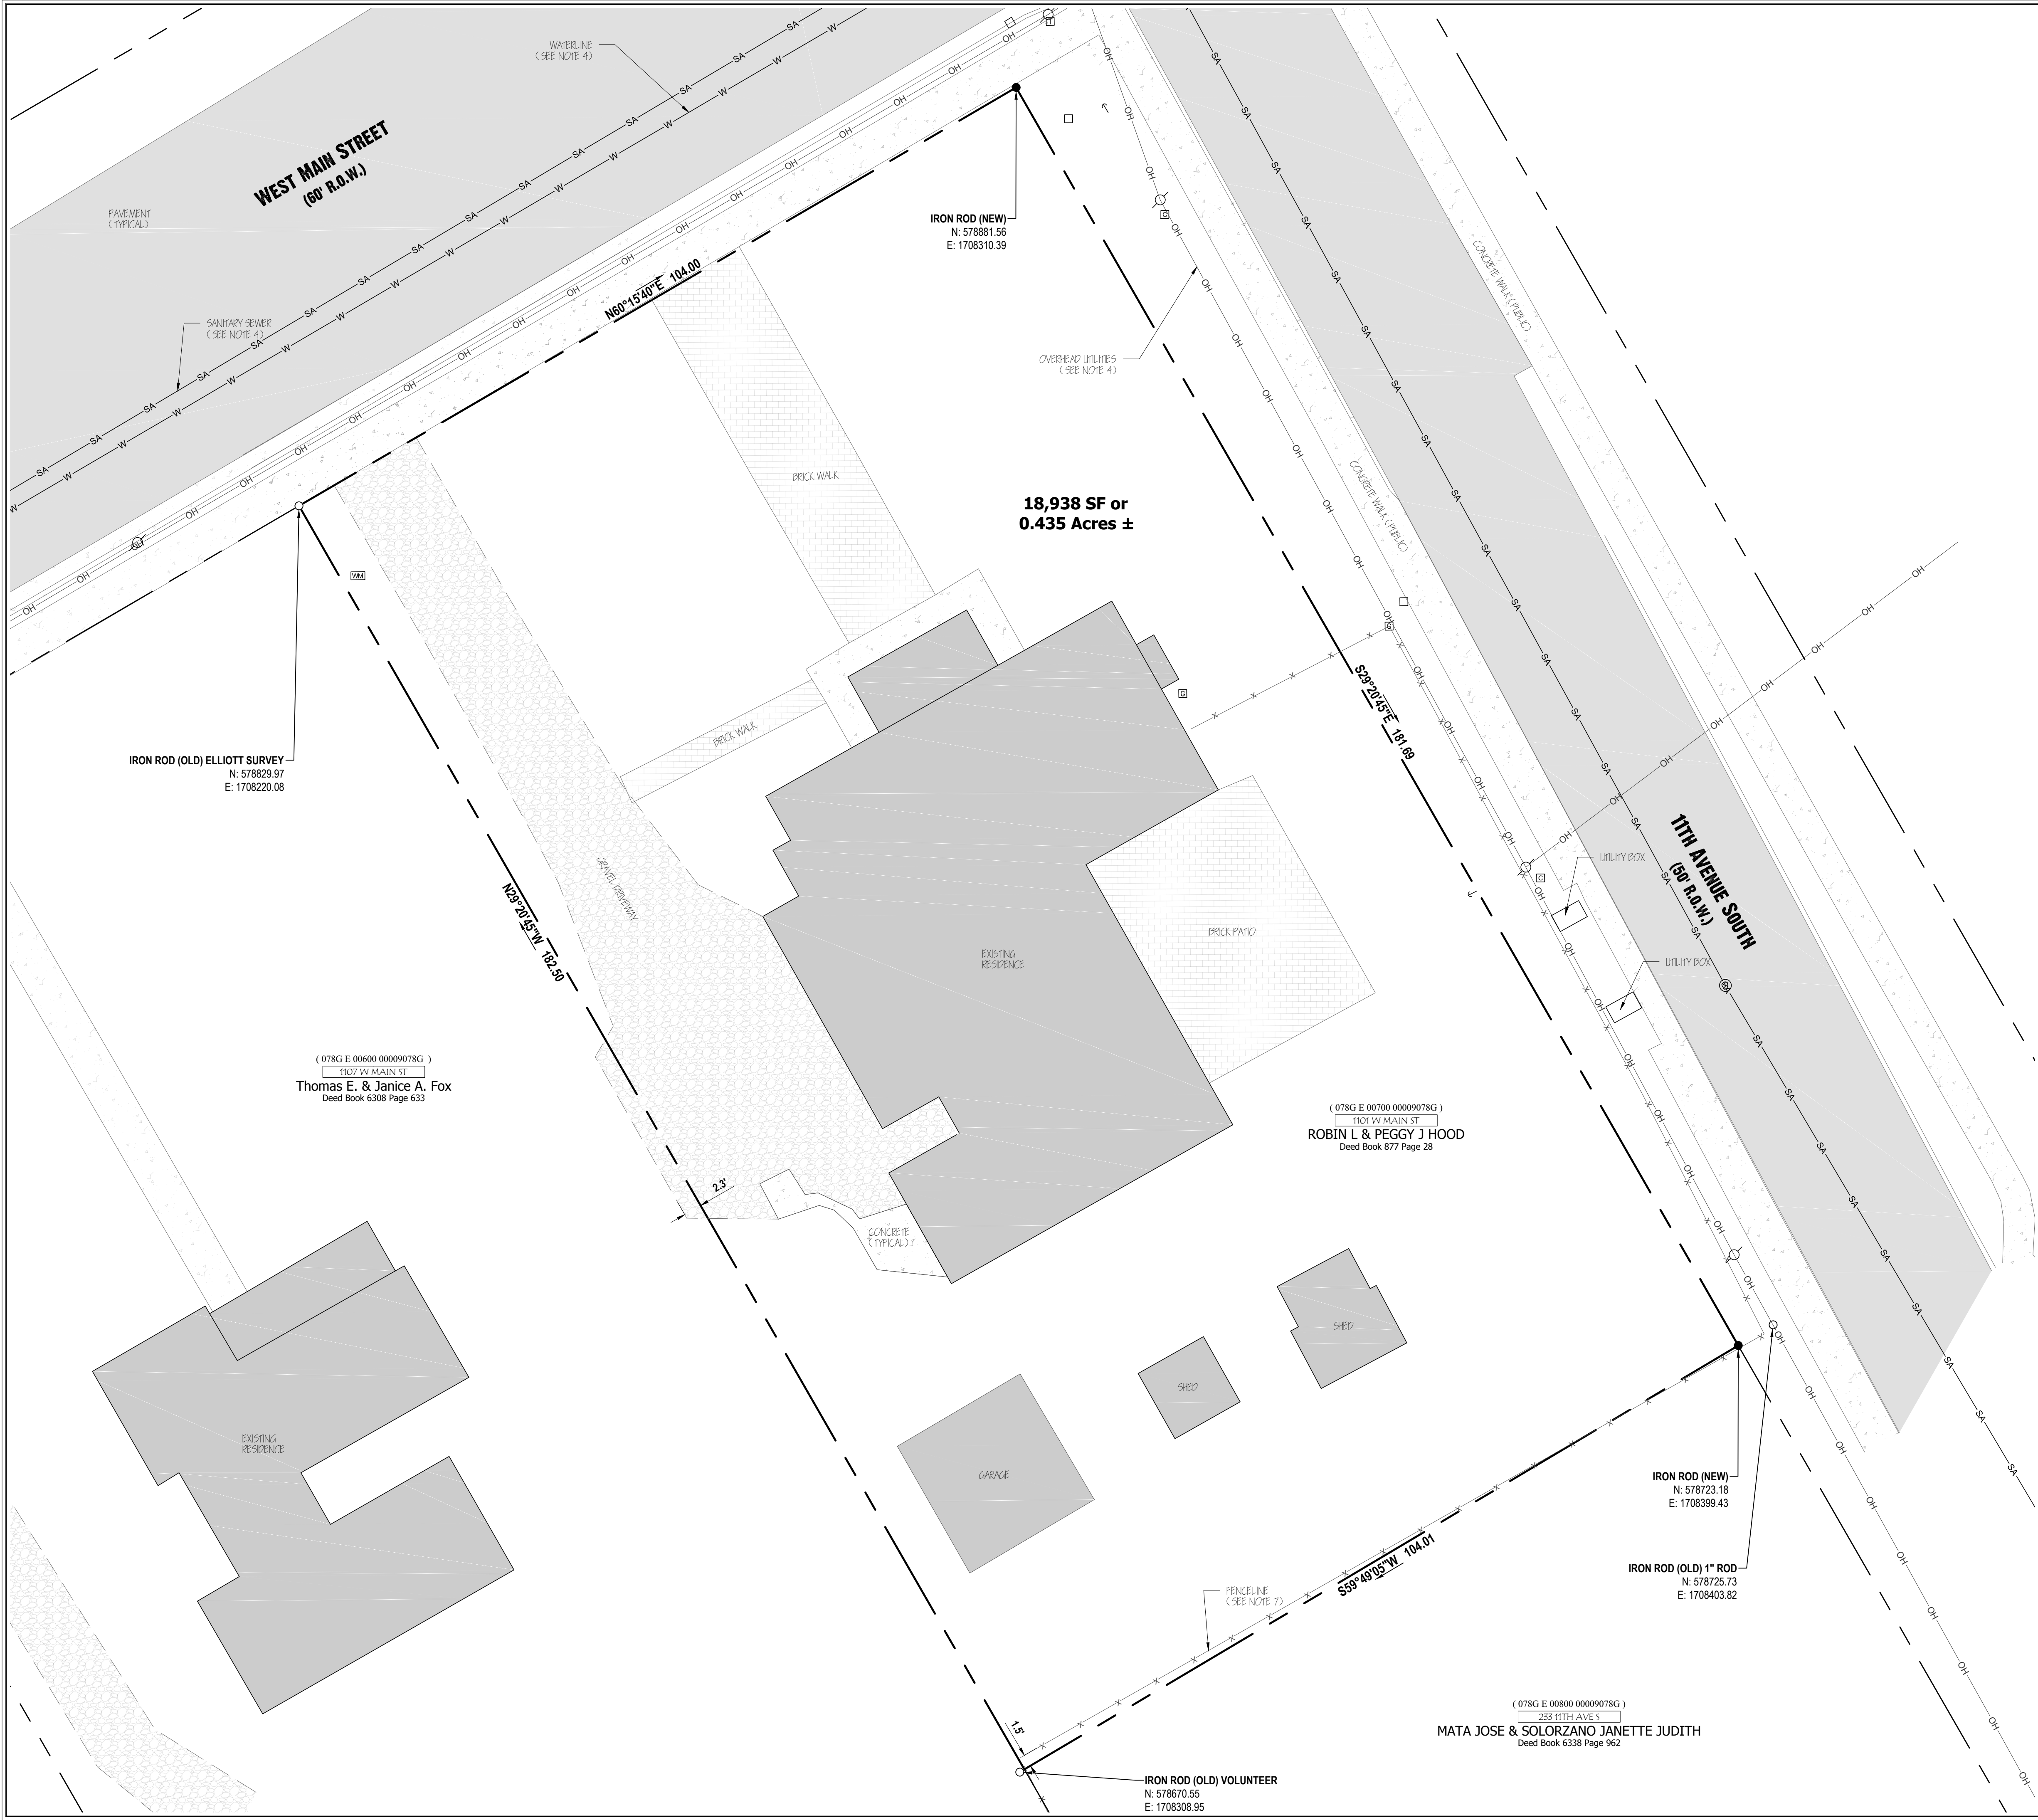 WATERLINE
( SEE NOTE 4)
WEST MAIN STREET
(60' R.O.W.)
PAVEMENT
( TYPICAL)
SANITARY SEWER
( SEE NOTE 4)
IRON ROD (NEW)
N: 578881.56
E: 1708310.39
N60°15'40"E 104.00
OVERHEAD UTILITIES
( SEE NOTE 4)
CONCRETE WALK (PUBLIC)
CONCRETE WALK (PUBLIC)
BRICK WALK
18,938 SF or
0.435 Acres ±
WM
T
C
G
G
C
S29°20'45"E 181.69
IRON ROD (OLD) ELLIOTT SURVEY
N: 578829.97
E: 1708220.08
BRICK WALK
GRAVEL DRIVEWAY
N29°20'45"W 182.50
11TH AVENUE SOUTH
(50' R.O.W.)
UTILITY BOX
UTILITY BOX
BRICK PATIO
EXISTING
RESIDENCE
( 078G E 00600 00009078G )
1107 W MAIN ST
Thomas E. & Janice A. Fox
Deed Book 6308 Page 633
( 078G E 00700 00009078G )
1101 W MAIN ST
ROBIN L & PEGGY J HOOD
Deed Book 877 Page 28
2.3'
CONCRETE
( TYPICAL)
SHED
SHED
GARAGE
EXISTING
RESIDENCE
IRON ROD (NEW)
N: 578723.18
E: 1708399.43
IRON ROD (OLD) 1" ROD
N: 578725.73
E: 1708403.82
S59°49'05"W 104.01
FENCELINE
( SEE NOTE 7)
1.5'
( 078G E 00800 00009078G )
233 11TH AVE S
MATA JOSE & SOLORZANO JANETTE JUDITH
Deed Book 6338 Page 962
IRON ROD (OLD) VOLUNTEER
N: 578670.55
E: 1708308.95